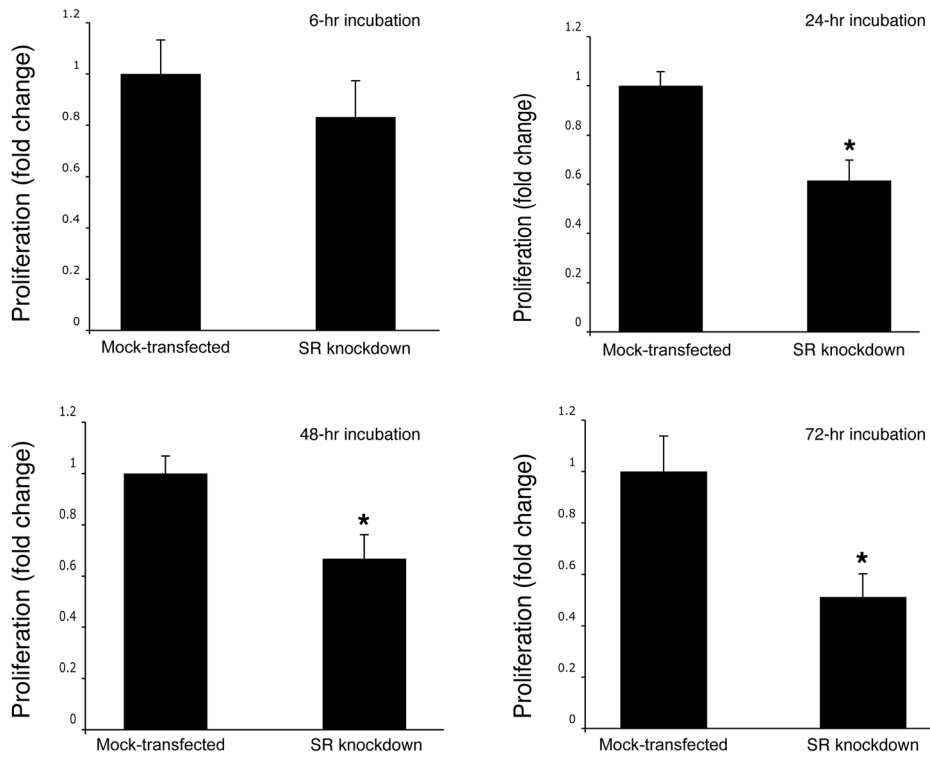 6-hr incubation
Proliferation (fold change)
1.2
1
0.8
0.6
0.4
0.2
0
Mock-transfected
SR knockdown
24-hr incubation
Proliferation (fold change)
1.2
1
0.8
*
0.6
0.4
0.2
0
Mock-transfected
SR knockdown
48-hr incubation
Proliferation (fold change)
1.2
1
0.8
*
0.6
0.4
0.2
0
Mock-transfected
SR knockdown
72-hr incubation
Proliferation (fold change)
1.2
1
0.8
*
0.6
0.4
0.2
0
Mock-transfected
SR knockdown